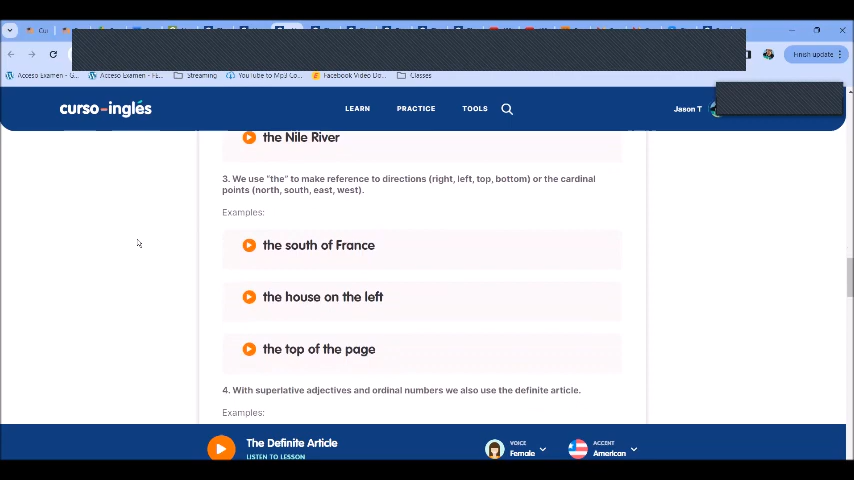 Cui
Finish update
Acceso Examen - G...
Acceso Examen - FE...
Streaming
YouTube to Mp3 Co...
Facebook Video Do...
Classes
curso-inglés
LEARN
PRACTICE
TOOLS
Jason T
the Nile River
3. We use "the" to make reference to directions (right, left, top, bottom) or the cardinal
points (north, south, east, west).
Examples:
the south of France
the house on the left
the top of the page
4. With superlative adjectives and ordinal numbers we also use the definite article.
Examples:
The Definite Article
LISTEN TO LESSON
VOICE
Female
ACCENT
American